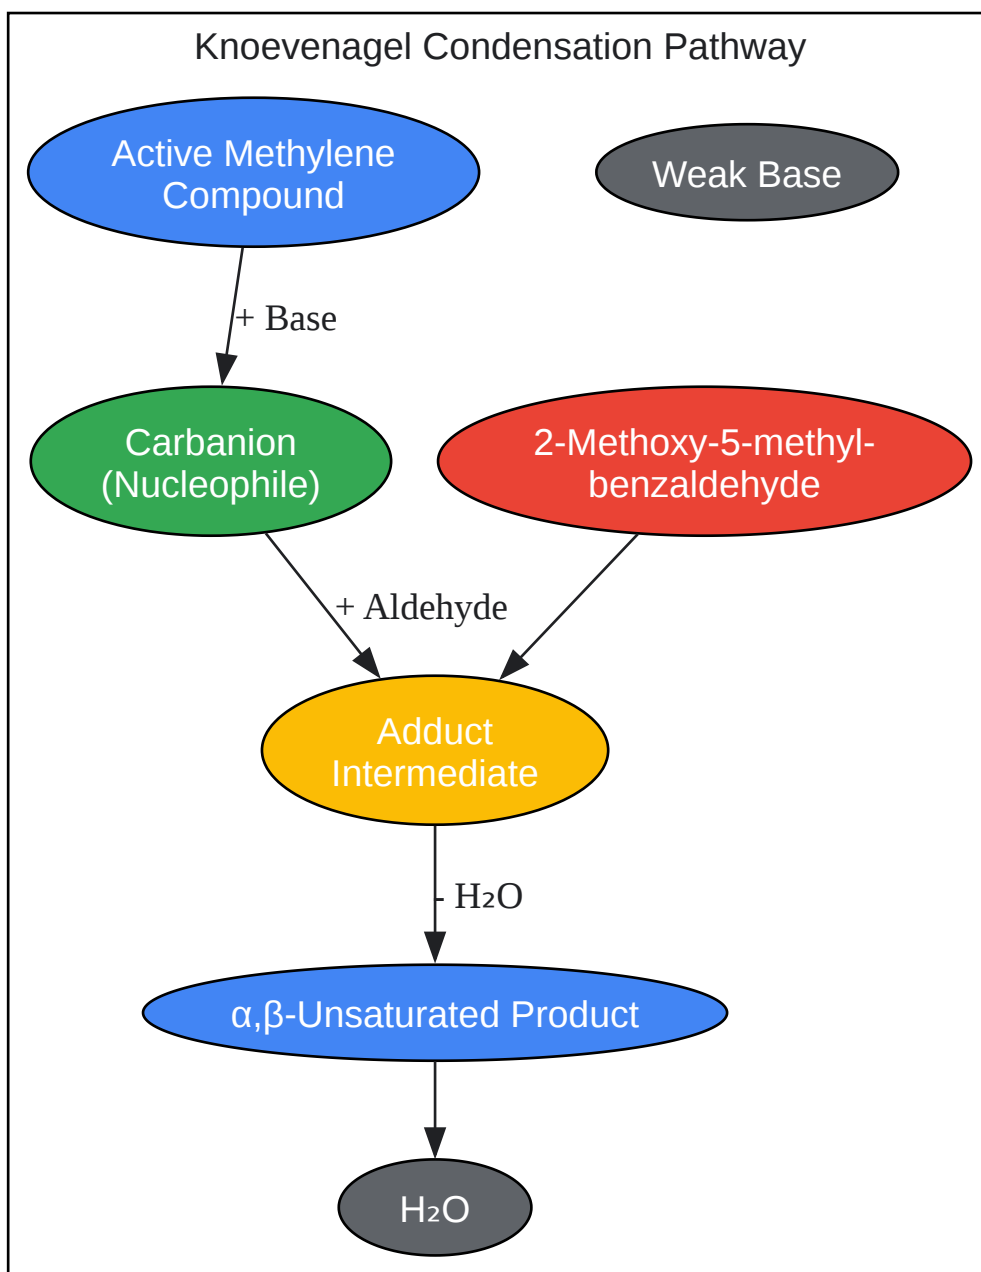 Knoevenagel Condensation Pathway
Active Methylene
Compound
Weak Base
+ Base
Carbanion
(Nucleophile)
2-Methoxy-5-methyl-
benzaldehyde
+ Aldehyde
Adduct
Intermediate
- H₂O
α,β-Unsaturated Product
H₂O